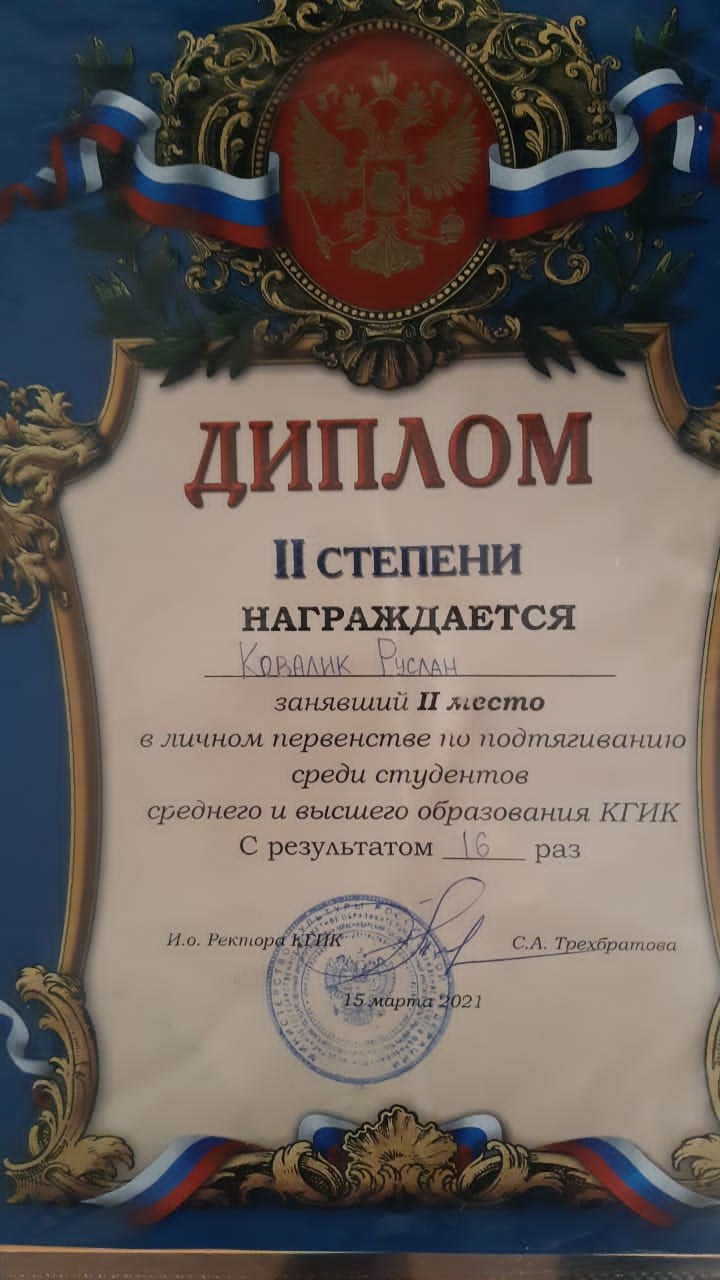 ДИПЛОМ
II СТЕПЕНИ
НАГРАЖДАЕТСЯ
Ковалик Руслан
занявший II место
в личном первенстве по подтягиванию
среди студентов
среднего и высшего образования КГИК
С результатом 16 раз
И.о. Ректора КГИК С.А. Трехбратова
15 марта 2021